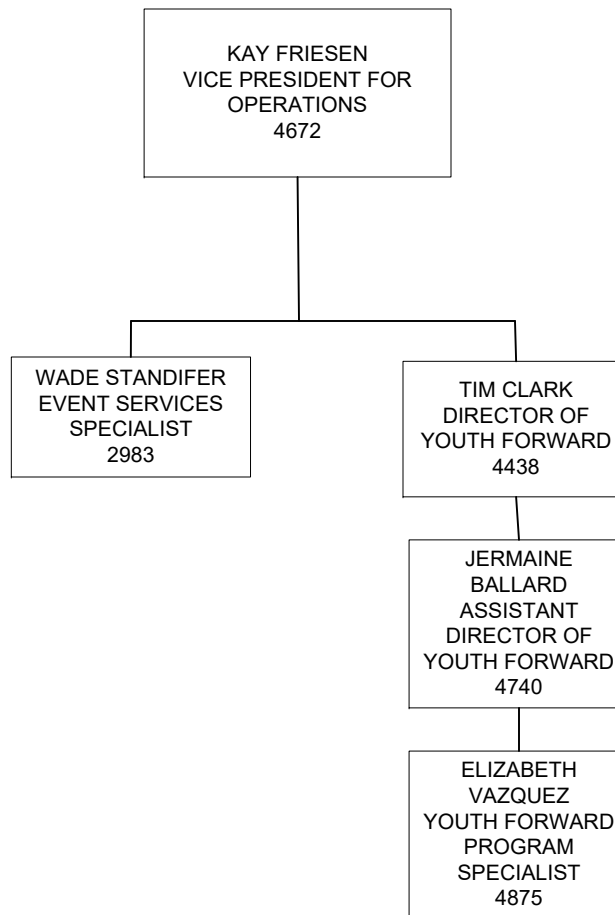 KAY FRIESEN
VICE PRESIDENT FOR
OPERATIONS
4672
WADE STANDIFER
EVENT SERVICES
SPECIALIST
2983
TIM CLARK
DIRECTOR OF
YOUTH FORWARD
4438
JERMAINE
BALLARD
ASSISTANT
DIRECTOR OF
YOUTH FORWARD
4740
ELIZABETH
VAZQUEZ
YOUTH FORWARD
PROGRAM
SPECIALIST
4875